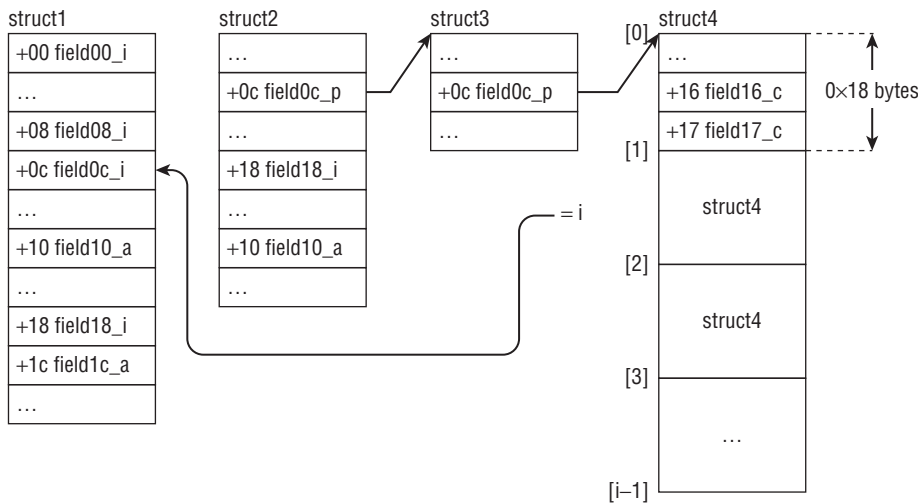 struct1
+00 field00_i
...
+08 field08_i
+0c field0c_i
...
+10 field10_a
...
+18 field18_i
+1c field1c_a
...
struct2
...
+0c field0c_p
...
+18 field18_i
...
+10 field10_a
...
struct3
...
+0c field0c_p
...
= i
[0]
struct4
...
+16 field16_c
+17 field17_c
0×18 bytes
[1]
struct4
[2]
struct4
[3]
...
[i–1]